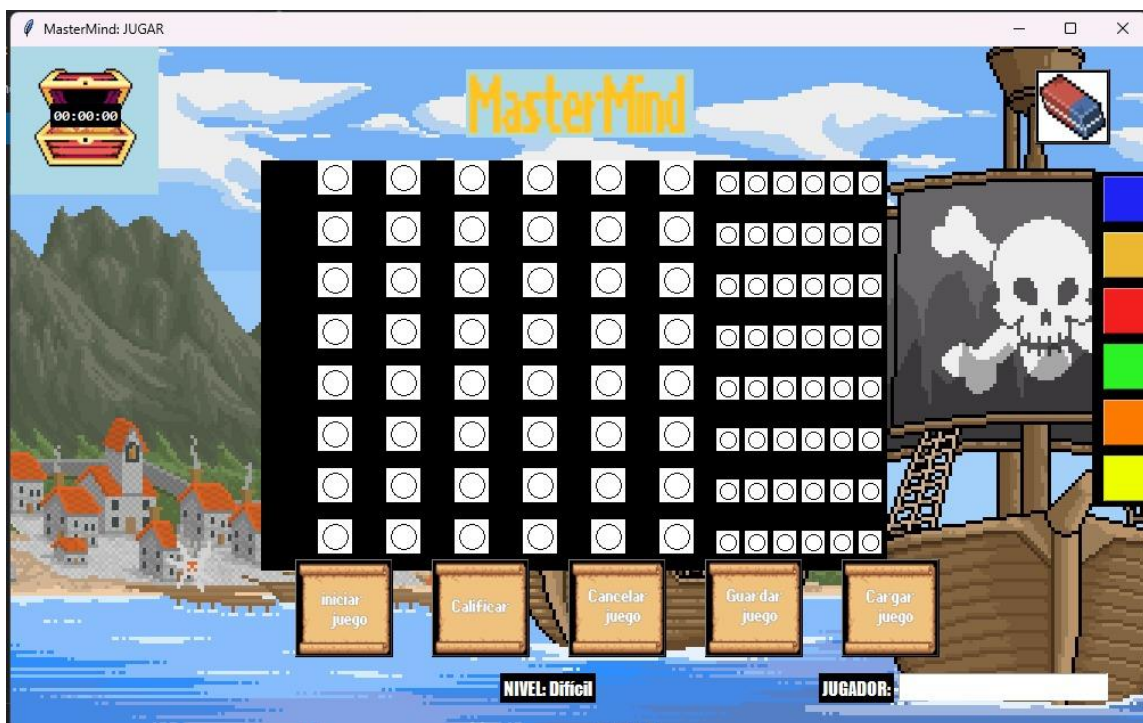 MasterMind: JUGAR
00:00:00
MasterMind
iniciar
juego
Calificar
Cancelar
juego
Guardar
juego
Cargar
juego
NIVEL: Difícil
JUGADOR: